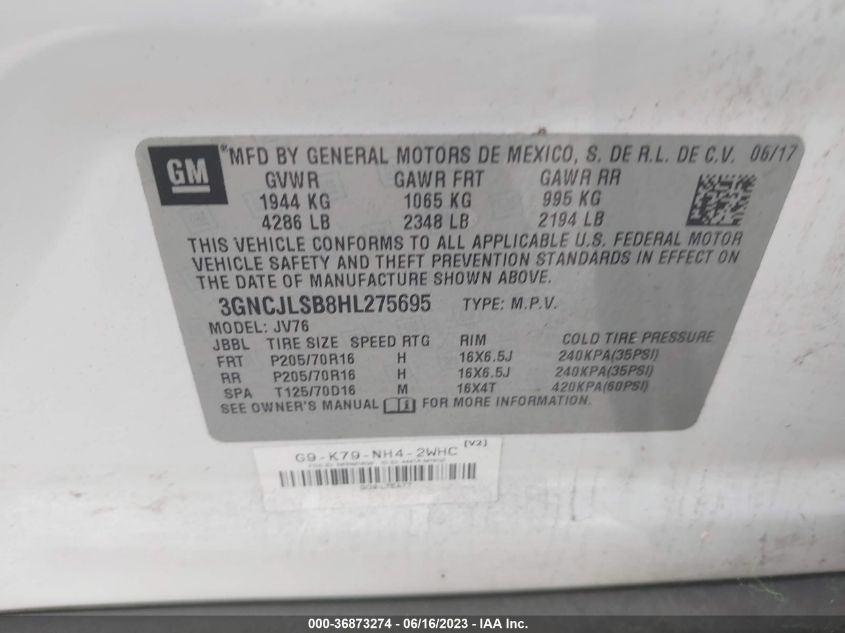 GM ® MFD BY GENERAL MOTORS DE MEXICO, S. DE R.L. DE C.V. 06/17
GVWR GAWR FRT GAWR RR
1944 KG 1065 KG 995 KG
4286 LB 2348 LB 2194 LB
THIS VEHICLE CONFORMS TO ALL APPLICABLE U.S. FEDERAL MOTOR
VEHICLE SAFETY AND THEFT PREVENTION STANDARDS IN EFFECT ON
THE DATE OF MANUFACTURE SHOWN ABOVE.
3GNCJLSB8HL275695 TYPE: M.P.V.
MODEL: JV76
JBBL TIRE SIZE SPEED RTG RIM COLD TIRE PRESSURE
FRT P205/70R16 H 16X6.5J 240KPA(35PSI)
RR P205/70R16 H 16X6.5J 240KPA(35PSI)
SPA T125/70D16 M 16X4T 420KPA(60PSI)
SEE OWNER'S MANUAL FOR MORE INFORMATION.
G9-K79-NH4-2WHC [V2]
000-36873274 - 06/16/2023 - IAA Inc.